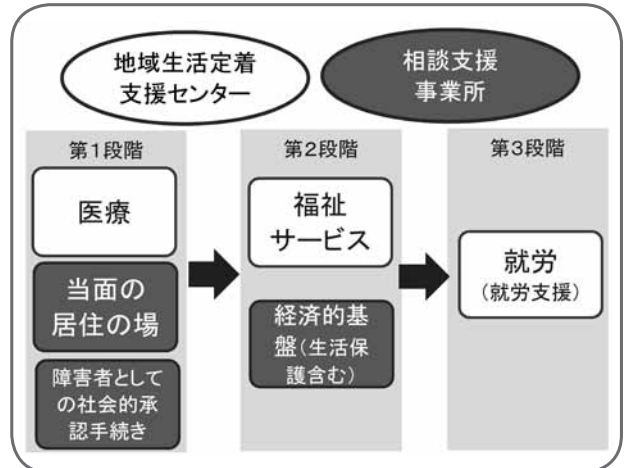 地域生活定着
支援センター
相談支援
事業所
第1段階
医療
当面の
居住の場
障害者として
の社会的承
認手続き
第2段階
福祉
サービス
経済的基
盤(生活保
護含む)
第3段階
就労
(就労支援)